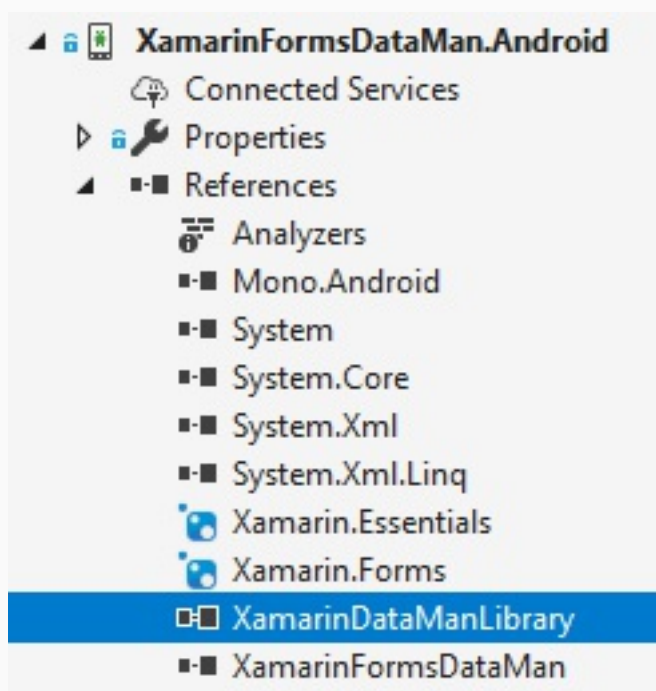 XamarinFormsDataMan.Android
Connected Services
Properties
References
Analyzers
Mono.Android
System
System.Core
System.Xml
System.Xml.Linq
Xamarin.Essentials
Xamarin.Forms
XamarinDataManLibrary
XamarinFormsDataMan